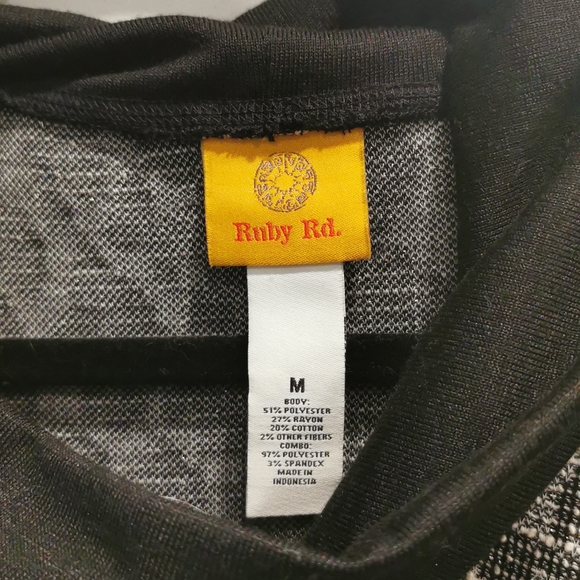 Ruby Rd.
M
BODY:
51% POLYESTER
27% RAYON
20% COTTON
2% OTHER FIBERS
COMBO:
97% POLYESTER
3% SPANDEX
MADE IN
INDONESIA